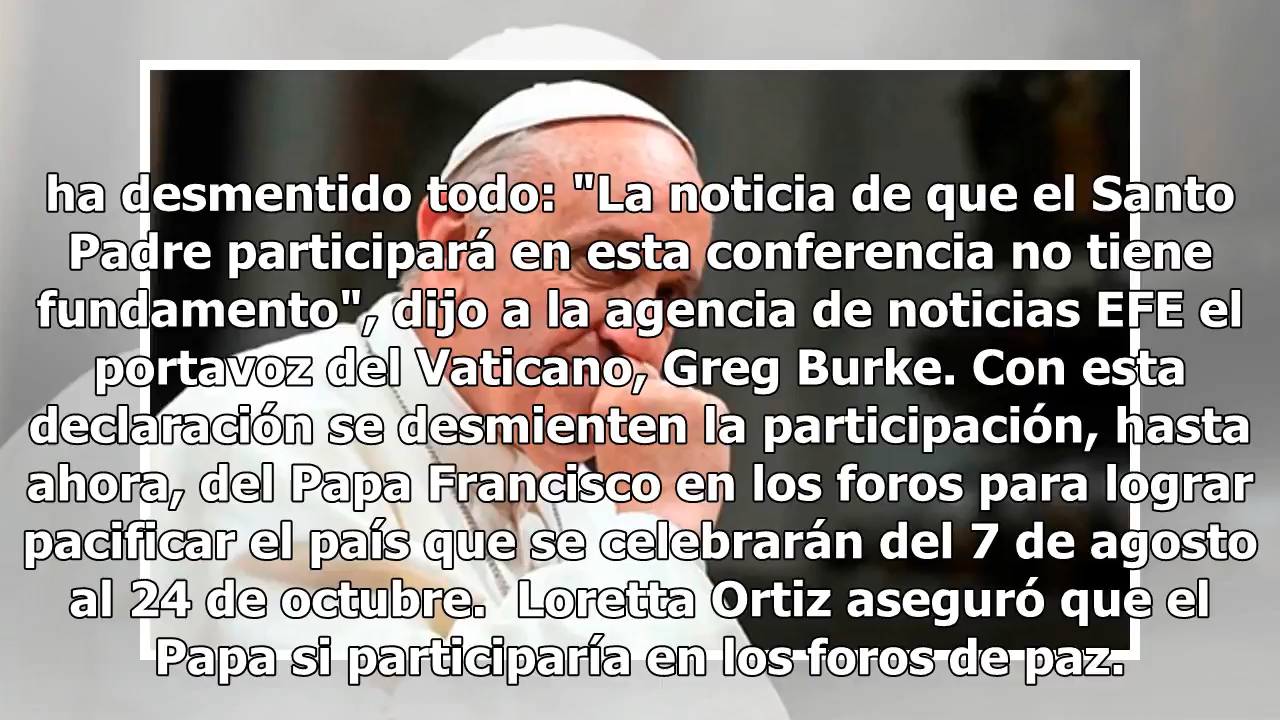 ha desmentido todo: "La noticia de que el Santo
Padre participará en esta conferencia no tiene
fundamento", dijo a la agencia de noticias EFE el
portavoz del Vaticano, Greg Burke. Con esta
declaración se desmienten la participación, hasta
ahora, del Papa Francisco en los foros para lograr
pacificar el país que se celebrarán del 7 de agosto
al 24 de octubre.  Loretta Ortiz aseguró que el
Papa si participaría en los foros de paz.